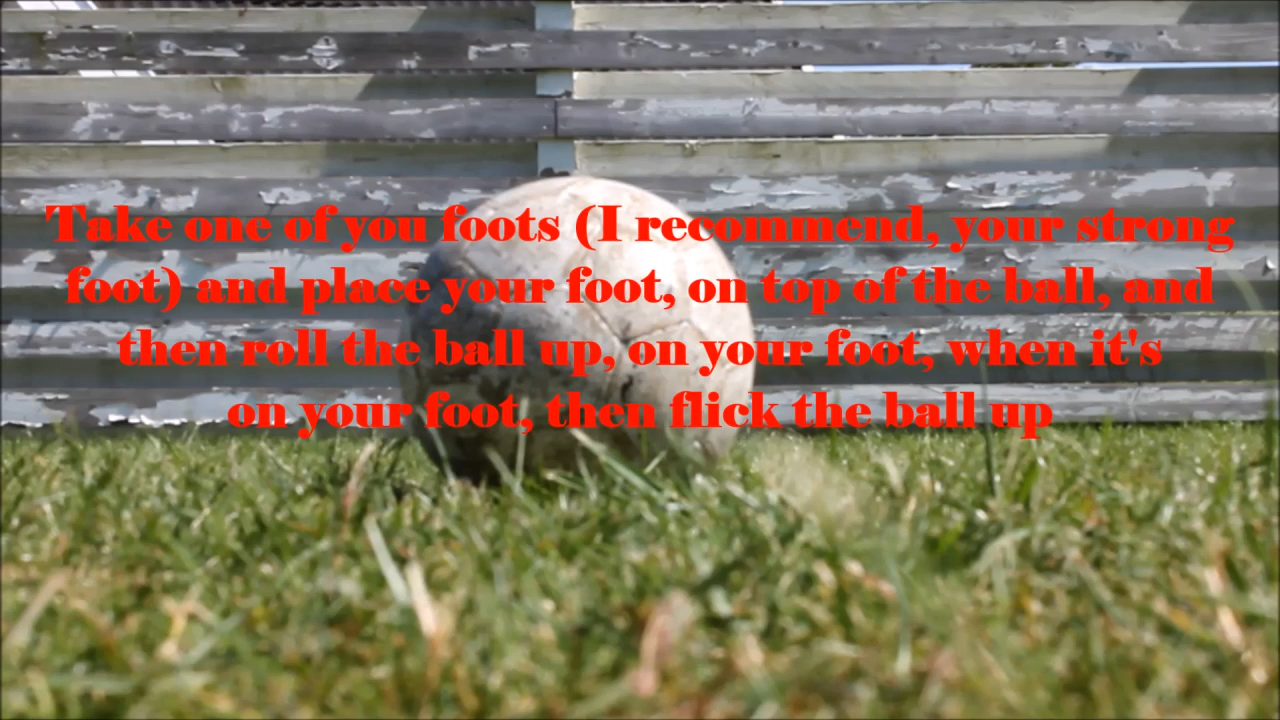 Take one of you foots (I recommend, your strong
foot) and place your foot, on top of the ball, and
then roll the ball up, on your foot, when it's
on your foot, then flick the ball up